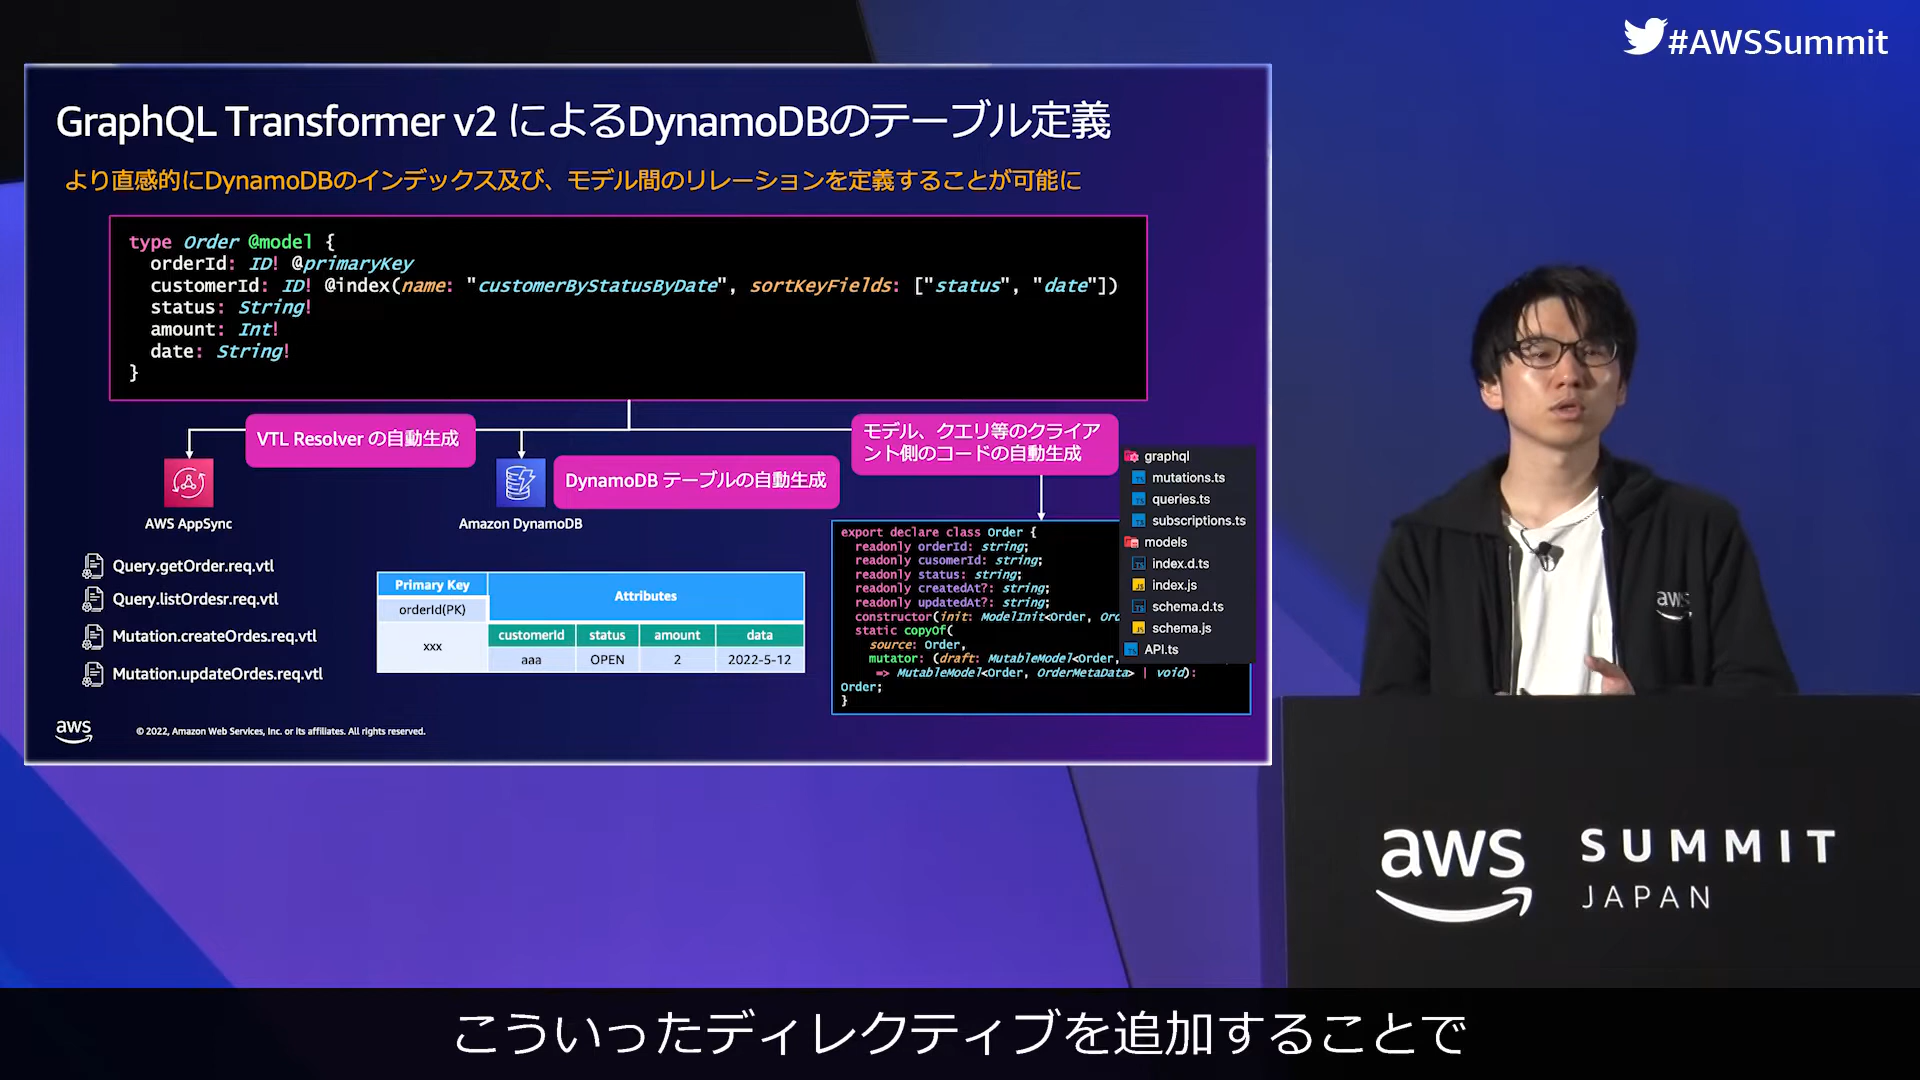 #AWSSummit
GraphQL Transformer v2 によるDynamoDBのテーブル定義
より直感的にDynamoDBのインデックス及び、モデル間のリレーションを定義することが可能に
type Order @model {
orderId: ID! @primaryKey
customerId: ID! @index(name: "customerByStatusByDate", sortKeyFields: ["status", "date"])
status: String!
amount: Int!
date: String!
}
VTL Resolver の自動生成
DynamoDB テーブルの自動生成
モデル、クエリ等のクライア
ント側のコードの自動生成
AWS AppSync
Amazon DynamoDB
Query.getOrder.req.vtl
Query.listOrdesr.req.vtl
Mutation.createOrdes.req.vtl
Mutation.updateOrdes.req.vtl
Primary Key
Attributes
orderId(PK)
customerId status amount data
xxx
aaa OPEN 2 2022-5-12
export declare class Order {
readonly orderId: string;
readonly cusomerId: string;
readonly status: string;
readonly createdAt?: string;
readonly updatedAt?: string;
constructor(init: ModelInit<Order, Ord
static copyOf(
source: Order,
mutator: (draft: MutableModel<Order,
=> MutableModel<Order, OrderMetaData> | void):
Order;
}
graphql
mutations.ts
queries.ts
subscriptions.ts
models
index.d.ts
index.js
schema.d.ts
schema.js
API.ts
aws
© 2022, Amazon Web Services, Inc. or its affiliates. All rights reserved.
aws
aws SUMMIT
JAPAN
こういったディレクティブを追加することで